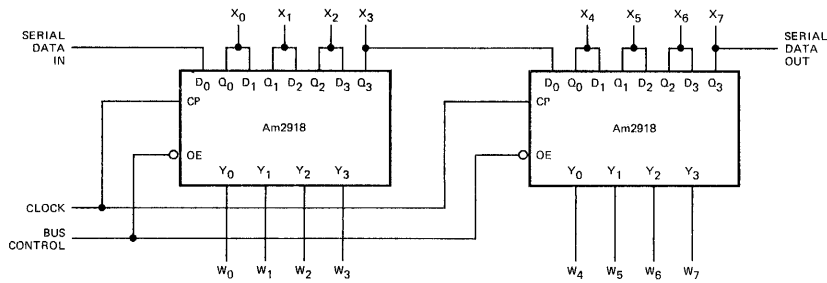 X0 X1 X2 X3 X4 X5 X6 X7
SERIAL
DATA
IN
SERIAL
DATA
OUT
D0 Q0 D1 Q1 D2 Q2 D3 Q3
D0 Q0 D1 Q1 D2 Q2 D3 Q3
CP
CP
Am2918
Am2918
OE
OE
Y0 Y1 Y2 Y3
Y0 Y1 Y2 Y3
CLOCK
BUS
CONTROL
W0 W1 W2 W3 W4 W5 W6 W7